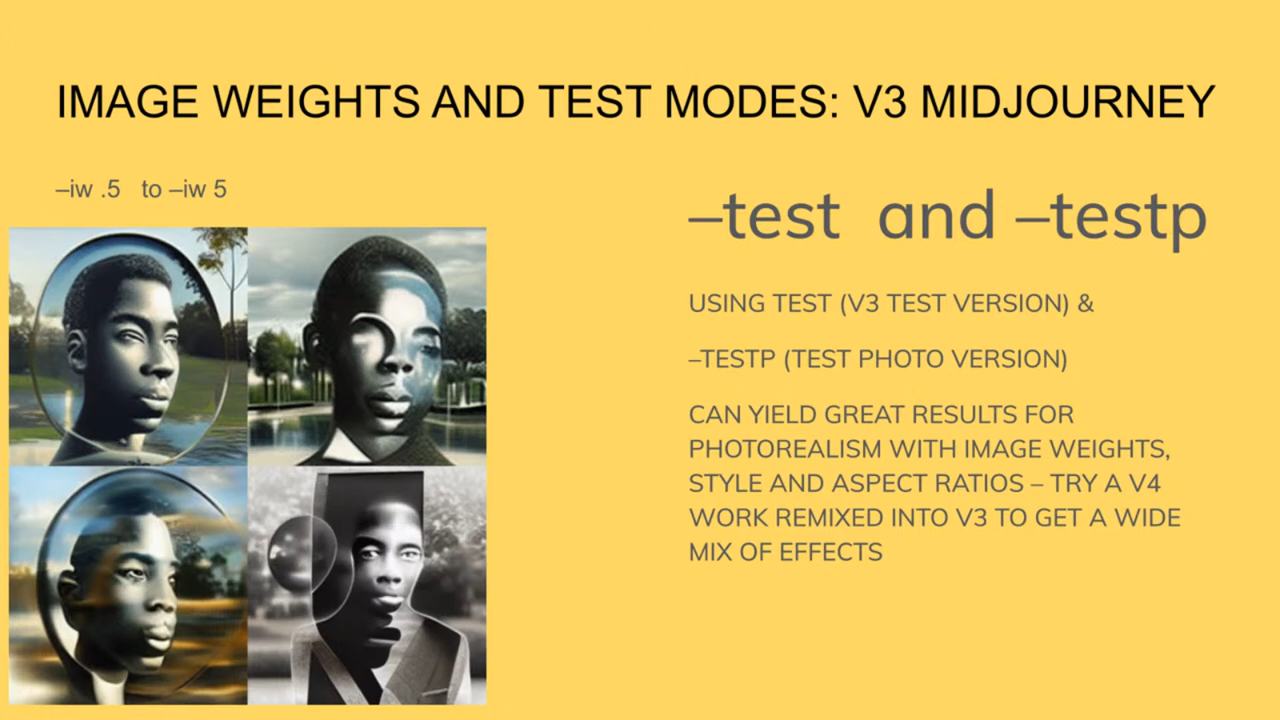 IMAGE WEIGHTS AND TEST MODES: V3 MIDJOURNEY
–iw .5 to –iw 5
–test and –testp
USING TEST (V3 TEST VERSION) &
–TESTP (TEST PHOTO VERSION)
CAN YIELD GREAT RESULTS FOR
PHOTOREALISM WITH IMAGE WEIGHTS,
STYLE AND ASPECT RATIOS – TRY A V4
WORK REMIXED INTO V3 TO GET A WIDE
MIX OF EFFECTS